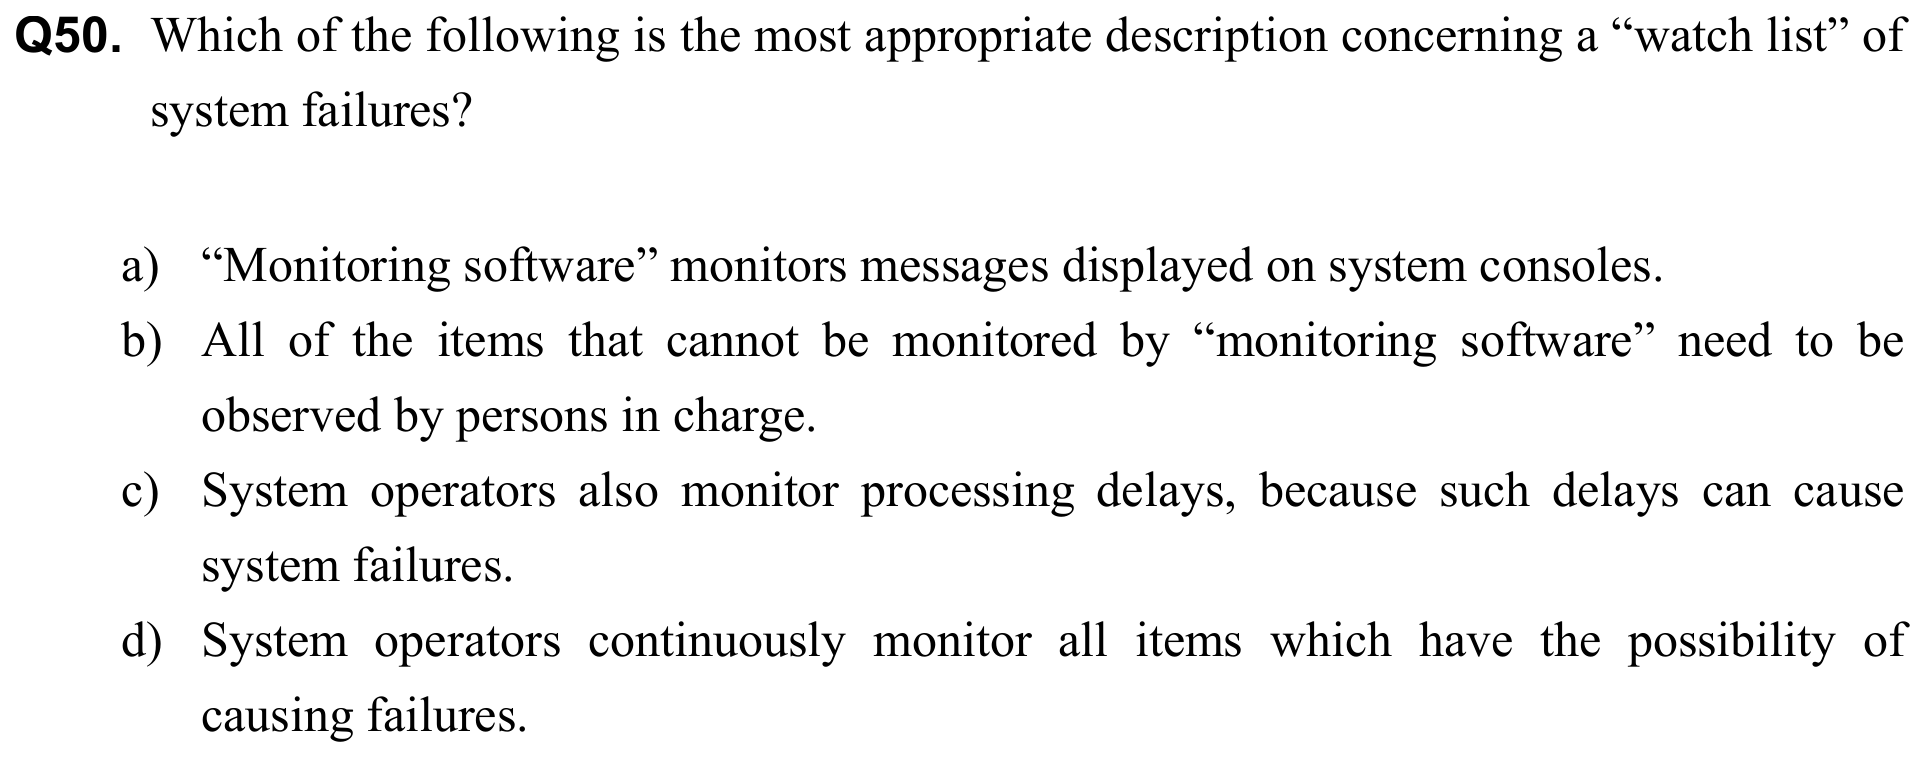 Q50. Which of the following is the most appropriate description concerning a “watch list” of
system failures?
a) “Monitoring software” monitors messages displayed on system consoles.
b) All of the items that cannot be monitored by “monitoring software” need to be
observed by persons in charge.
c) System operators also monitor processing delays, because such delays can cause
system failures.
d) System operators continuously monitor all items which have the possibility of
causing failures.